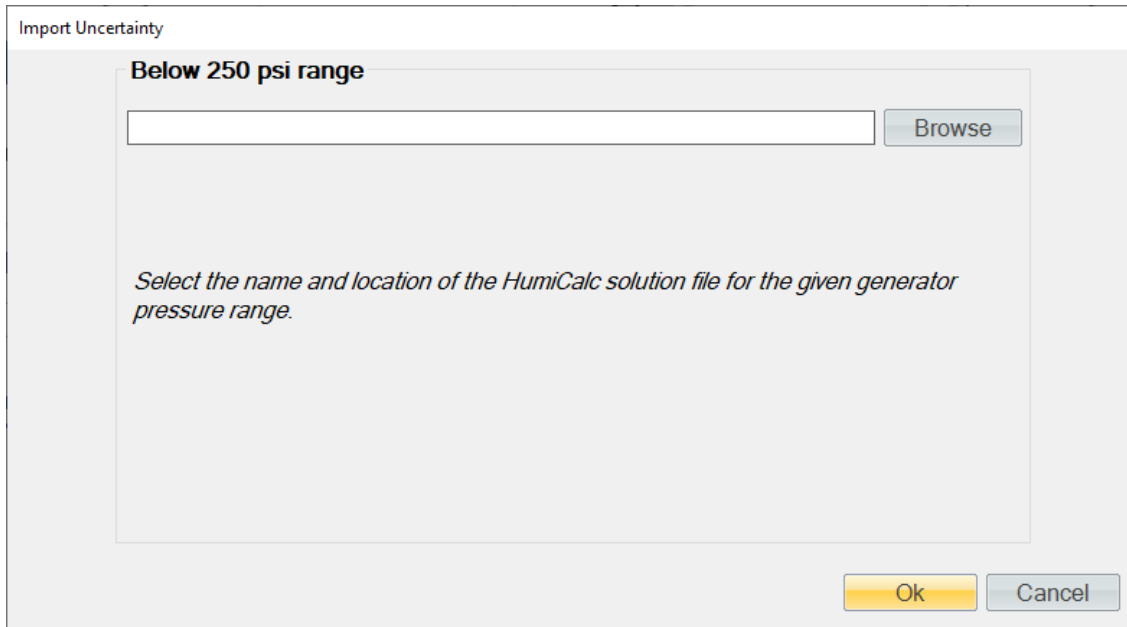 Import Uncertainty
Below 250 psi range
Browse
Select the name and location of the HumiCalc solution file for the given generator
pressure range.
Ok
Cancel